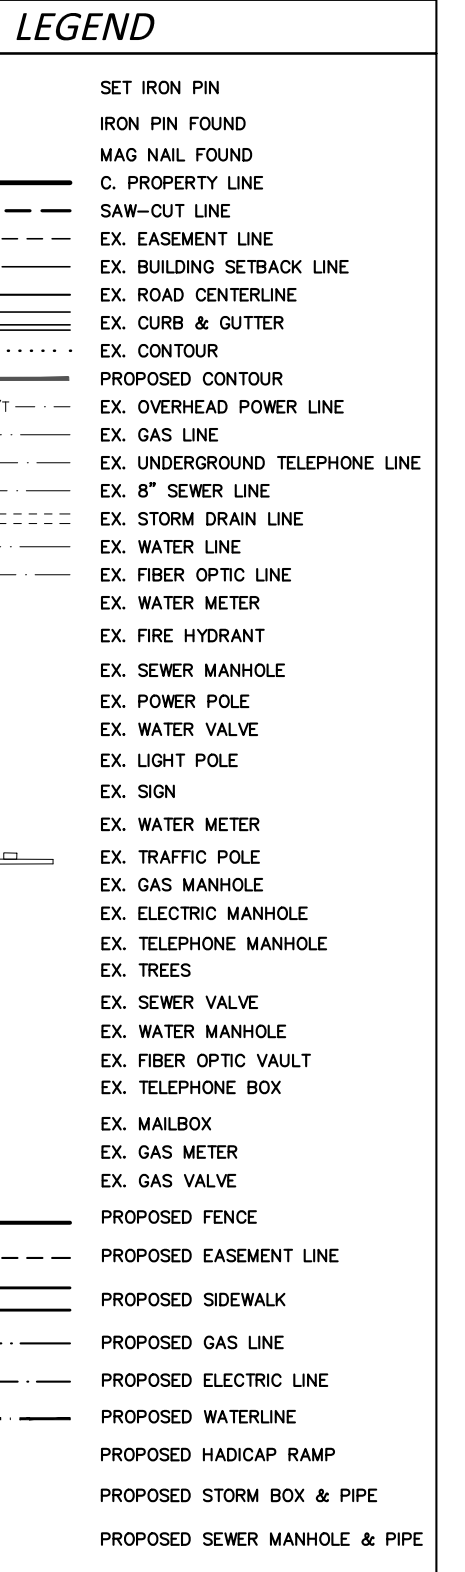 LEGEND
SET IRON PIN
IRON PIN FOUND
MAG NAIL FOUND
C. PROPERTY LINE
SAW-CUT LINE
EX. EASEMENT LINE
EX. BUILDING SETBACK LINE
EX. ROAD CENTERLINE
EX. CURB & GUTTER
EX. CONTOUR
PROPOSED CONTOUR
T EX. OVERHEAD POWER LINE
EX. GAS LINE
EX. UNDERGROUND TELEPHONE LINE
EX. 8" SEWER LINE
EX. STORM DRAIN LINE
EX. WATER LINE
EX. FIBER OPTIC LINE
EX. WATER METER
EX. FIRE HYDRANT
EX. SEWER MANHOLE
EX. POWER POLE
EX. WATER VALVE
EX. LIGHT POLE
EX. SIGN
EX. WATER METER
EX. TRAFFIC POLE
EX. GAS MANHOLE
EX. ELECTRIC MANHOLE
EX. TELEPHONE MANHOLE
EX. TREES
EX. SEWER VALVE
EX. WATER MANHOLE
EX. FIBER OPTIC VAULT
EX. TELEPHONE BOX
EX. MAILBOX
EX. GAS METER
EX. GAS VALVE
PROPOSED FENCE
PROPOSED EASEMENT LINE
PROPOSED SIDEWALK
PROPOSED GAS LINE
PROPOSED ELECTRIC LINE
PROPOSED WATERLINE
PROPOSED HADICAP RAMP
PROPOSED STORM BOX & PIPE
PROPOSED SEWER MANHOLE & PIPE